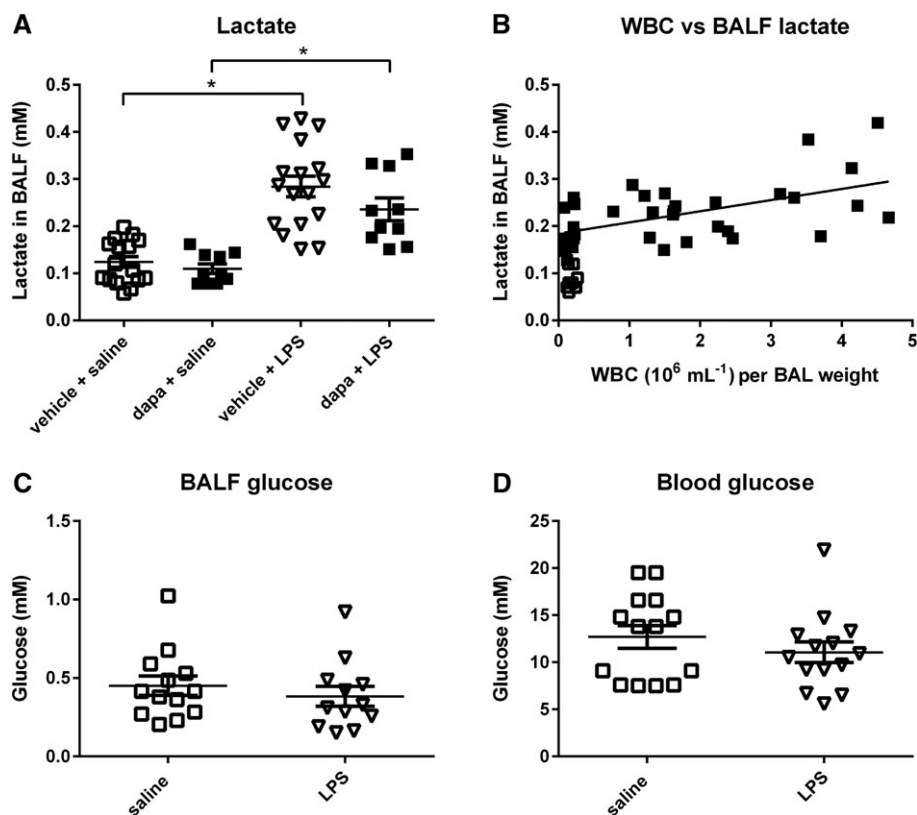 A
Lactate
Lactate in BALF (mM)
0.5
0.4
0.3
0.2
0.1
0.0
*
*
vehicle + saline
dapa + saline
vehicle + LPS
dapa + LPS
B
WBC vs BALF lactate
Lactate in BALF (mM)
0.5
0.4
0.3
0.2
0.1
0.0
0 1 2 3 4 5
WBC (10⁶ mL⁻¹) per BAL weight
C
BALF glucose
Glucose (mM)
1.5
1.0
0.5
0.0
saline
LPS
D
Blood glucose
Glucose (mM)
25
20
15
10
5
0
saline
LPS